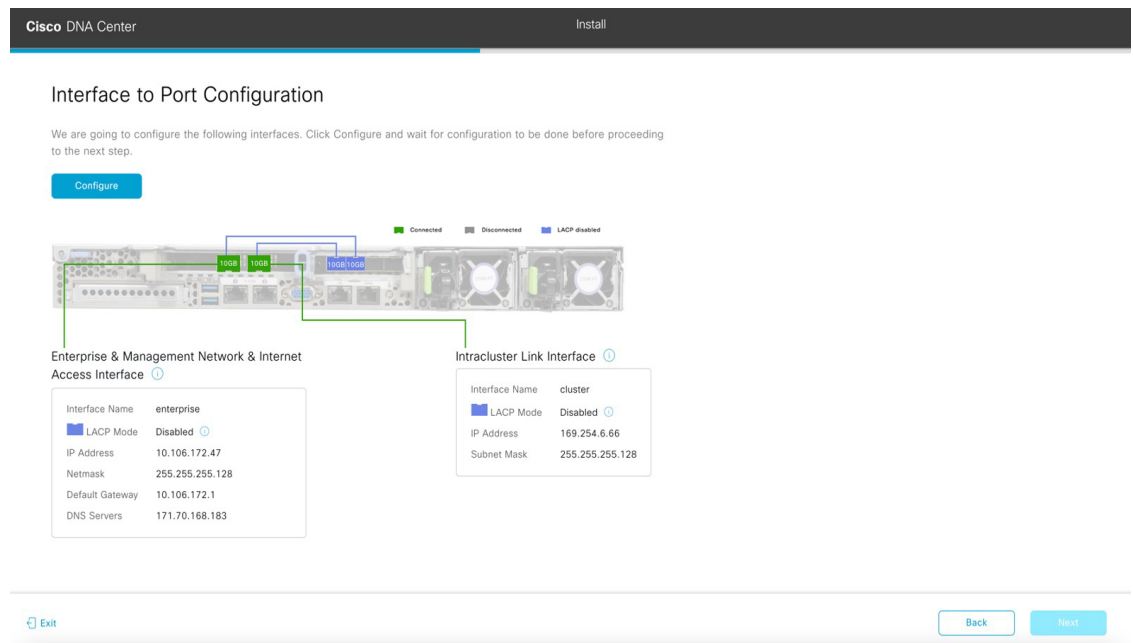 Cisco DNA Center
Install
Interface to Port Configuration
We are going to configure the following interfaces. Click Configure and wait for configuration to be done before proceeding
to the next step.
Configure
Connected
Disconnected
LACP disabled
10GB
10GB
10GB
10GB
Enterprise & Management Network & Internet
Access Interface
Interface Name enterprise
LACP Mode Disabled
IP Address 10.106.172.47
Netmask 255.255.255.128
Default Gateway 10.106.172.1
DNS Servers 171.70.168.183
Intracluster Link Interface
Interface Name cluster
LACP Mode Disabled
IP Address 169.254.6.66
Subnet Mask 255.255.255.128
Exit
Back
Next